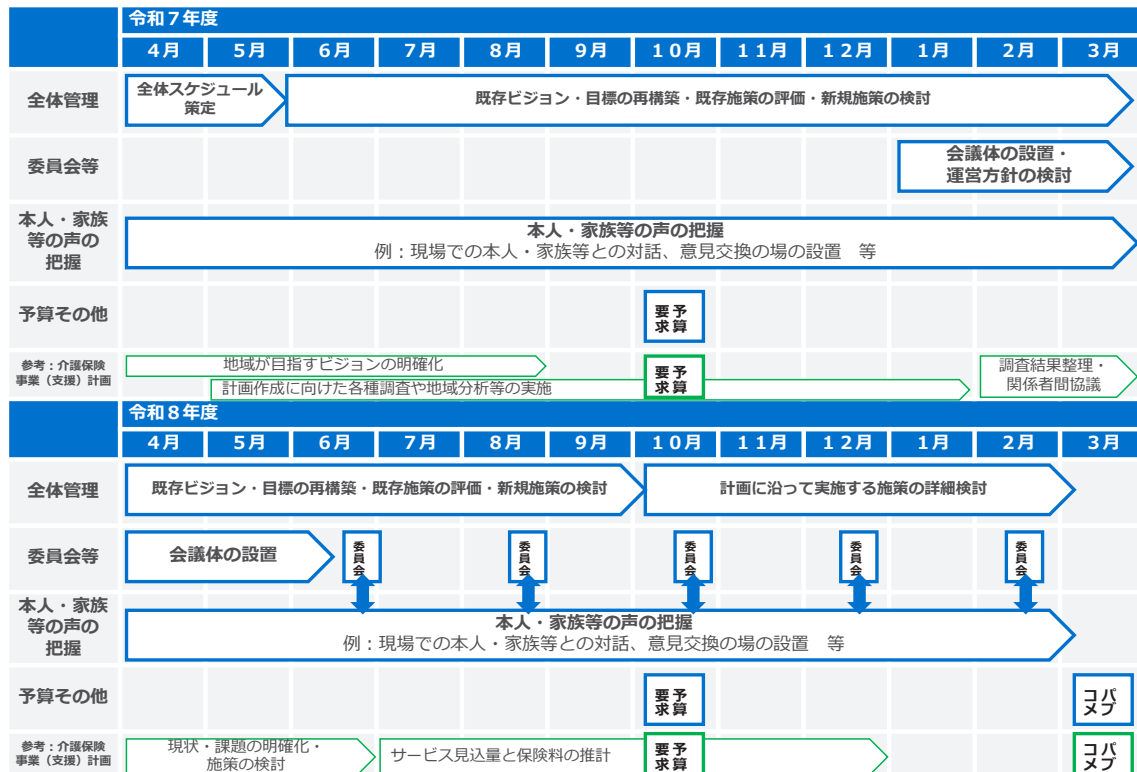 令和７年度
４月 ５月 ６月 ７月 ８月 ９月 １０月 １１月 １２月 １月 ２月 ３月
全体管理
全体スケジュール
策定
既存ビジョン・目標の再構築・既存施策の評価・新規施策の検討
委員会等
会議体の設置・
運営方針の検討
本人・家族
等の声の
把握
本人・家族等の声の把握
例：現場での本人・家族等との対話、意見交換の場の設置　等
予算その他
予算
要求
参考：介護保険
事業（支援）計画
地域が目指すビジョンの明確化
計画作成に向けた各種調査や地域分析等の実施
予算
要求
調査結果整理・
関係者間協議
令和８年度
４月 ５月 ６月 ７月 ８月 ９月 １０月 １１月 １２月 １月 ２月 ３月
全体管理
既存ビジョン・目標の再構築・既存施策の評価・新規施策の検討
計画に沿って実施する施策の詳細検討
委員会等
会議体の設置
委員会
委員会
委員会
委員会
委員会
本人・家族
等の声の
把握
本人・家族等の声の把握
例：現場での本人・家族等との対話、意見交換の場の設置　等
予算その他
予算
要求
パブ
コメ
参考：介護保険
事業（支援）計画
現状・課題の明確化・
施策の検討
サービス見込量と保険料の推計
予算
要求
パブ
コメ